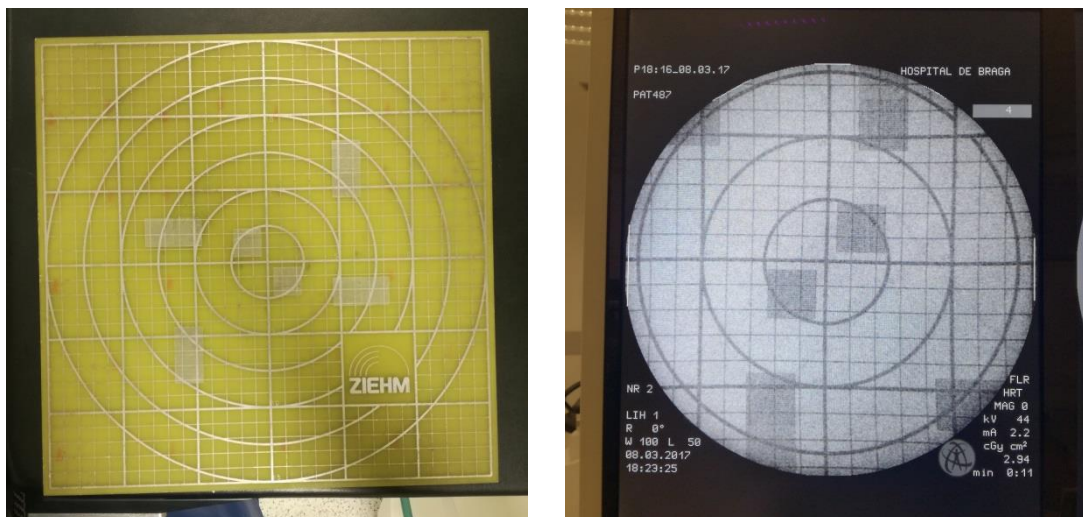 ZIEHM
P18:16_08.03.17
HOSPITAL DE BRAGA
PAT487
4
NR 2
LIH 1
R 0°
W 100 L 50
08.03.2017
18:23:25
FLR
HRT
MAG 0
kV 44
mA 2.2
cGy cm²
2.94
min 0:11